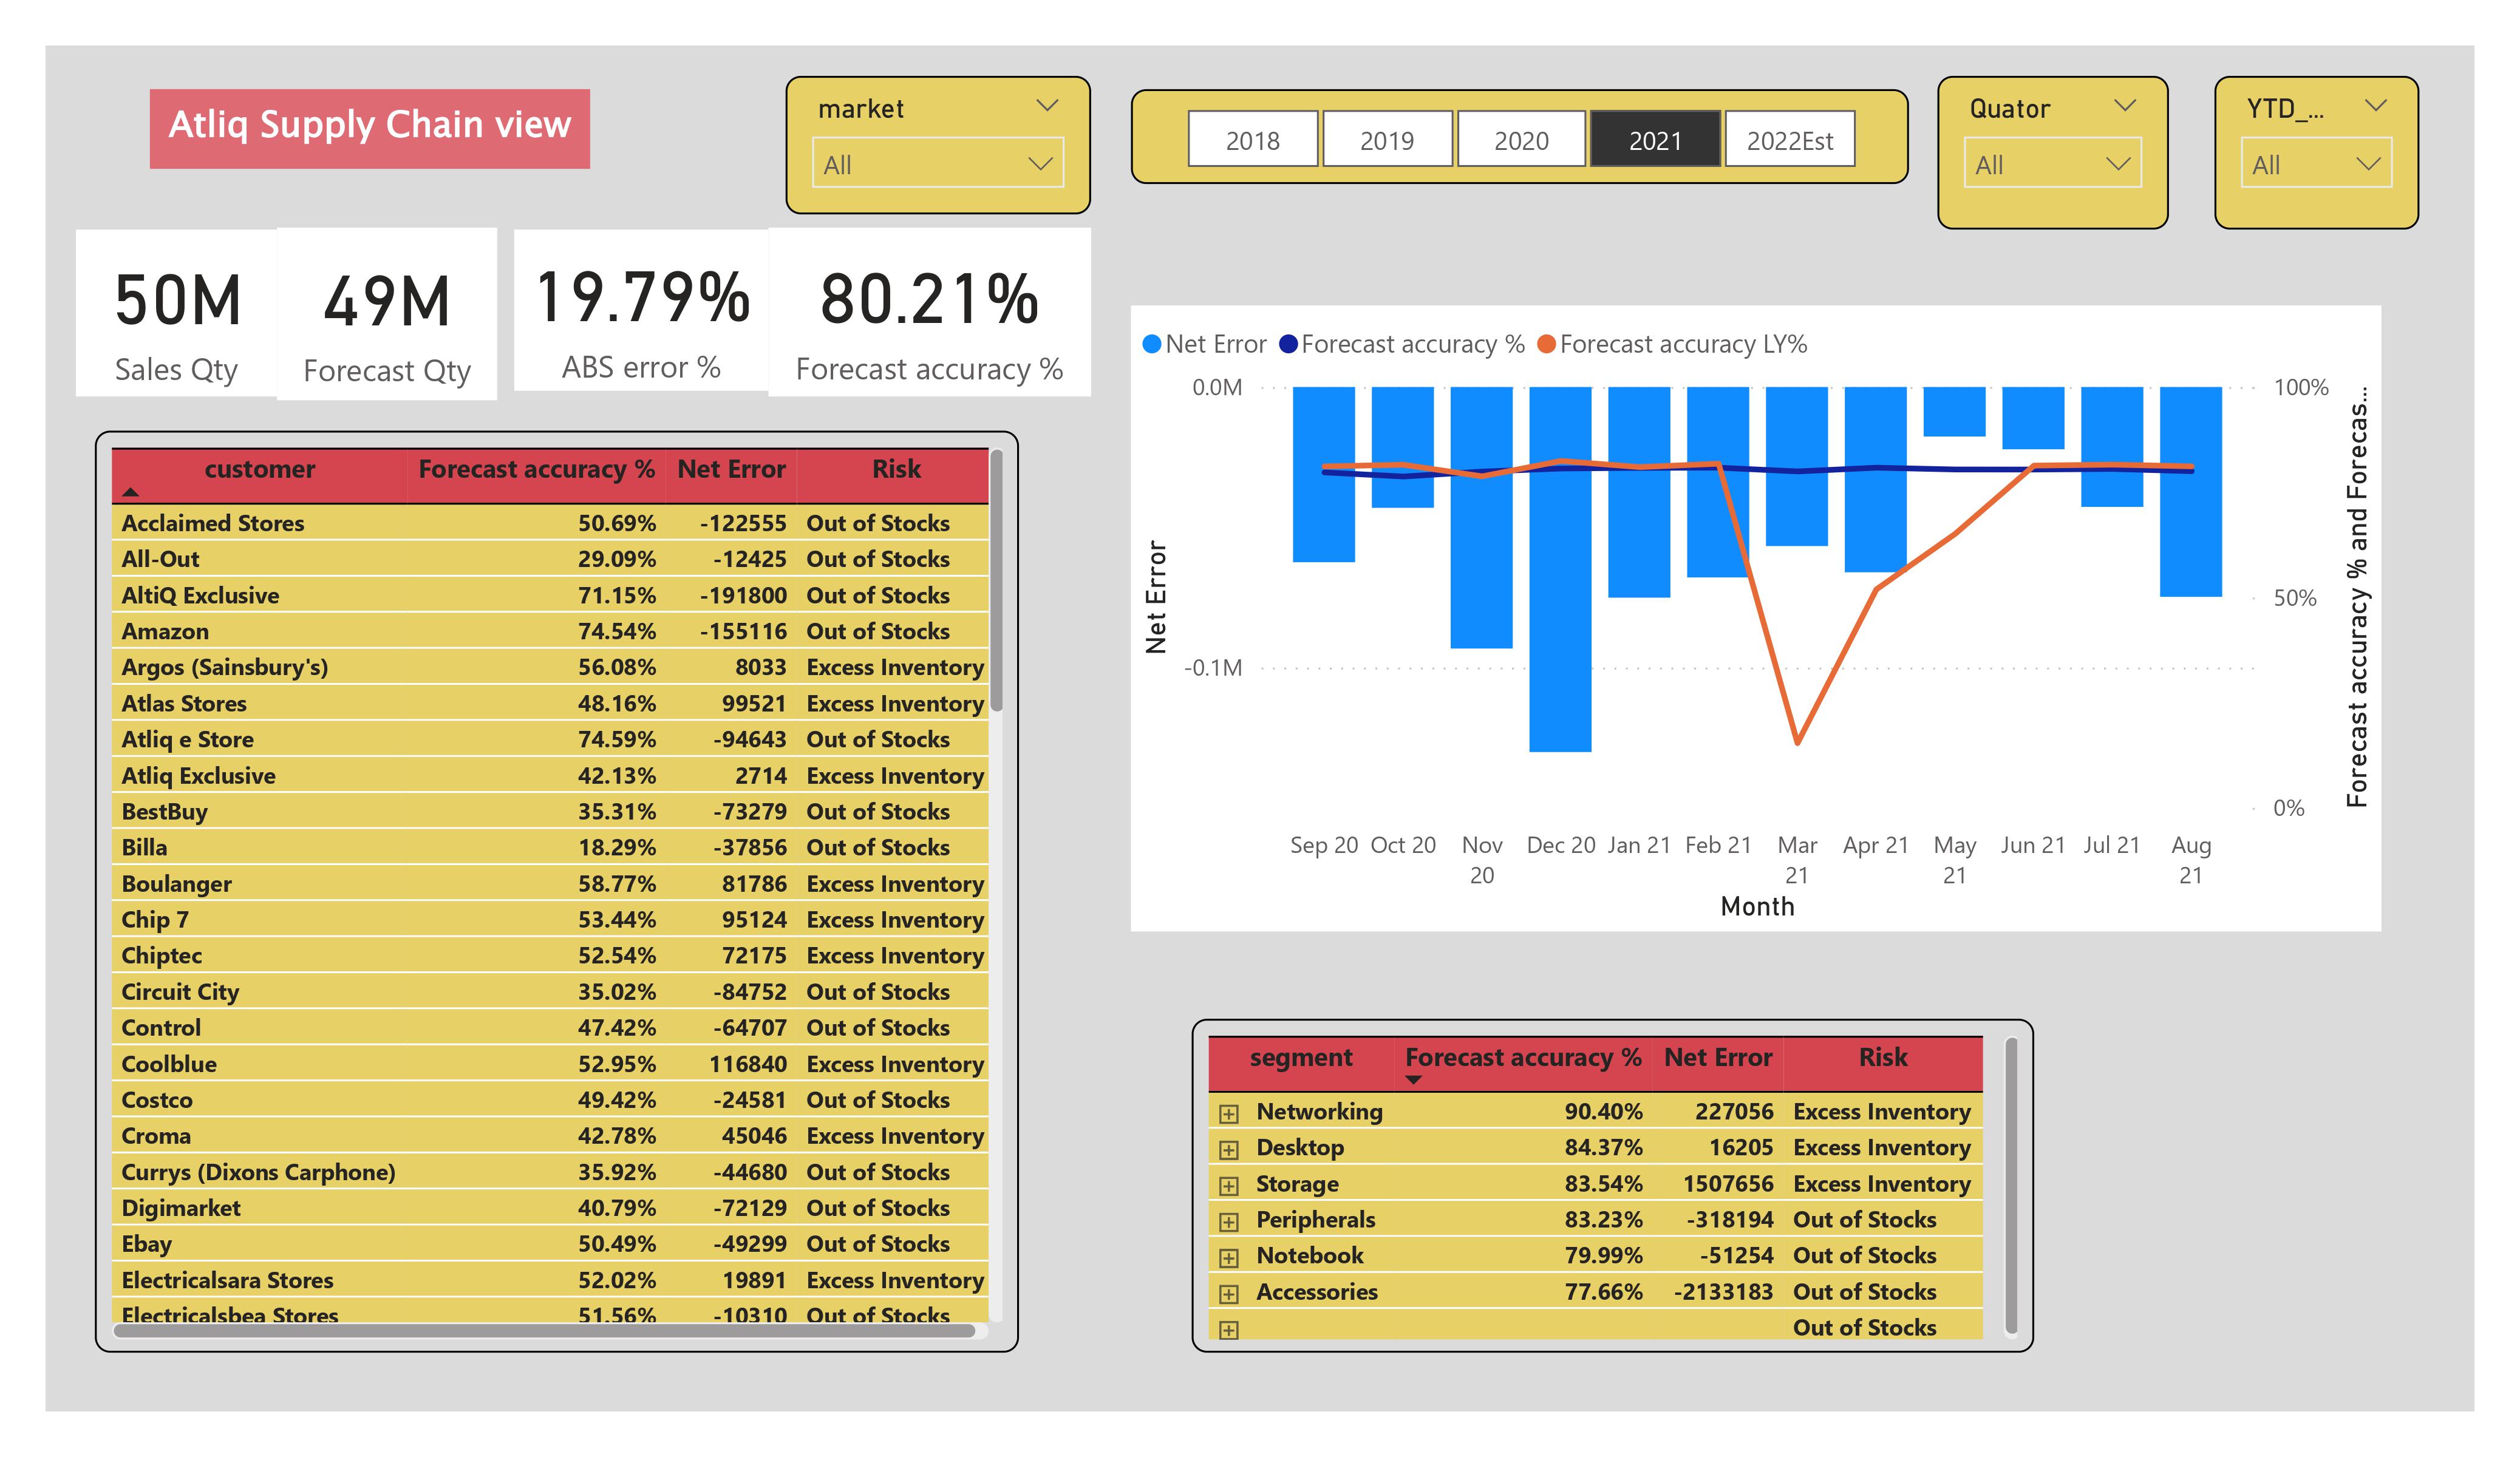 Atliq Supply Chain view
market
All
2018 2019 2020 2021 2022Est
Quator
All
YTD_...
All
50M
Sales Qty
49M
Forecast Qty
19.79%
ABS error %
80.21%
Forecast accuracy %
customer Forecast accuracy % Net Error Risk
Acclaimed Stores 50.69% -122555 Out of Stocks
All-Out 29.09% -12425 Out of Stocks
AltiQ Exclusive 71.15% -191800 Out of Stocks
Amazon 74.54% -155116 Out of Stocks
Argos (Sainsbury's) 56.08% 8033 Excess Inventory
Atlas Stores 48.16% 99521 Excess Inventory
Atliq e Store 74.59% -94643 Out of Stocks
Atliq Exclusive 42.13% 2714 Excess Inventory
BestBuy 35.31% -73279 Out of Stocks
Billa 18.29% -37856 Out of Stocks
Boulanger 58.77% 81786 Excess Inventory
Chip 7 53.44% 95124 Excess Inventory
Chiptec 52.54% 72175 Excess Inventory
Circuit City 35.02% -84752 Out of Stocks
Control 47.42% -64707 Out of Stocks
Coolblue 52.95% 116840 Excess Inventory
Costco 49.42% -24581 Out of Stocks
Croma 42.78% 45046 Excess Inventory
Currys (Dixons Carphone) 35.92% -44680 Out of Stocks
Digimarket 40.79% -72129 Out of Stocks
Ebay 50.49% -49299 Out of Stocks
Electricalsara Stores 52.02% 19891 Excess Inventory
Electricalsbea Stores 51.56% -10310 Out of Stocks
Net Error Forecast accuracy % Forecast accuracy LY%
0.0M
-0.1M
Net Error
100%
50%
0%
Forecast accuracy % and Forecas...
Sep 20 Oct 20 Nov 20 Dec 20 Jan 21 Feb 21 Mar 21 Apr 21 May 21 Jun 21 Jul 21 Aug 21
Month
segment Forecast accuracy % Net Error Risk
Networking 90.40% 227056 Excess Inventory
Desktop 84.37% 16205 Excess Inventory
Storage 83.54% 1507656 Excess Inventory
Peripherals 83.23% -318194 Out of Stocks
Notebook 79.99% -51254 Out of Stocks
Accessories 77.66% -2133183 Out of Stocks
Out of Stocks